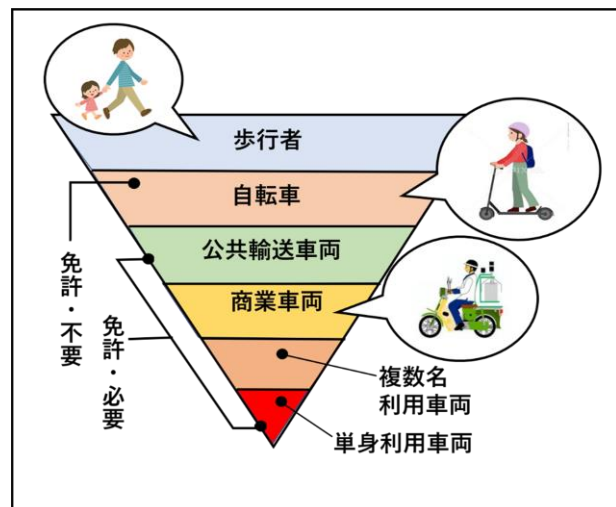 歩行者
自転車
公共輸送車両
商業車両
複数名
利用車両
単身利用車両
免許・不要
免許・必要